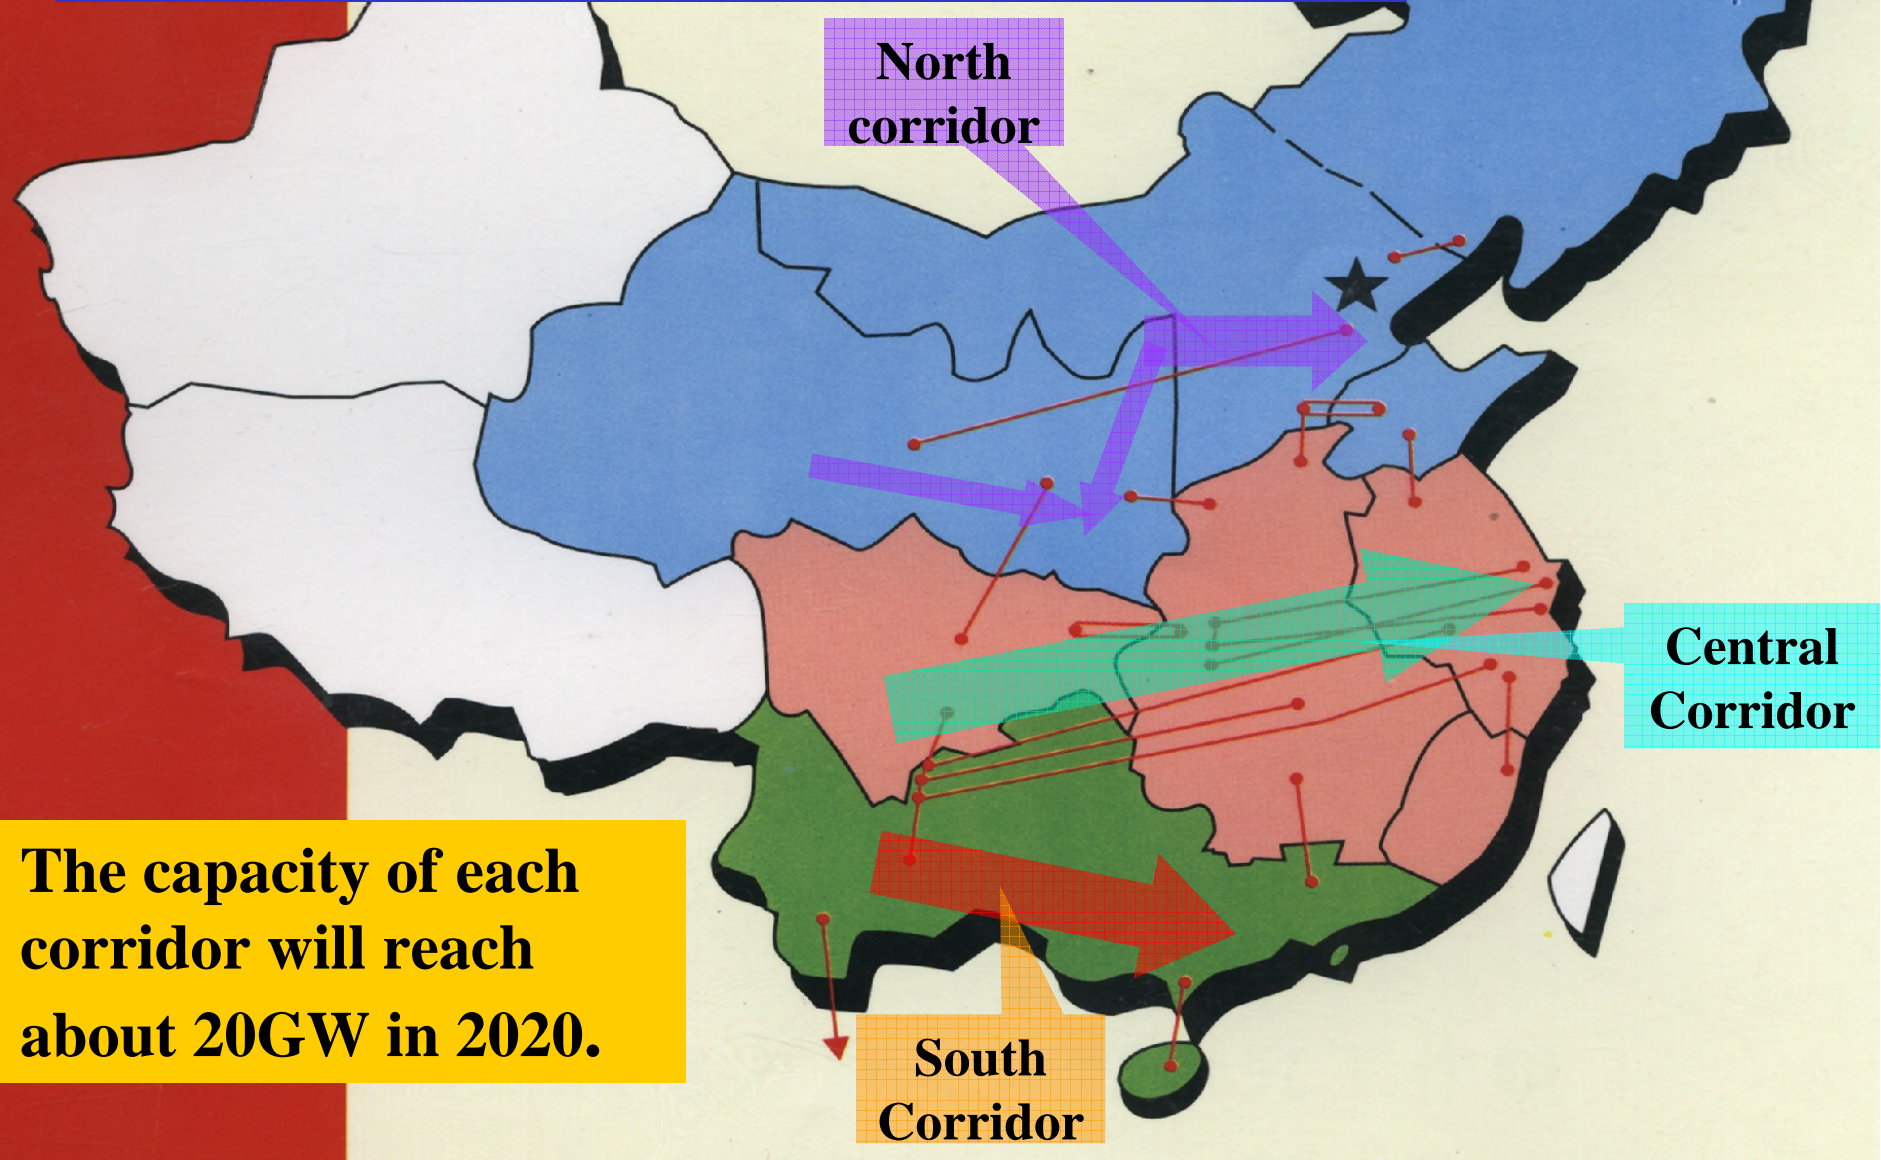 North
corridor
Central
Corridor
The capacity of each
corridor will reach
about 20GW in 2020.
South
Corridor